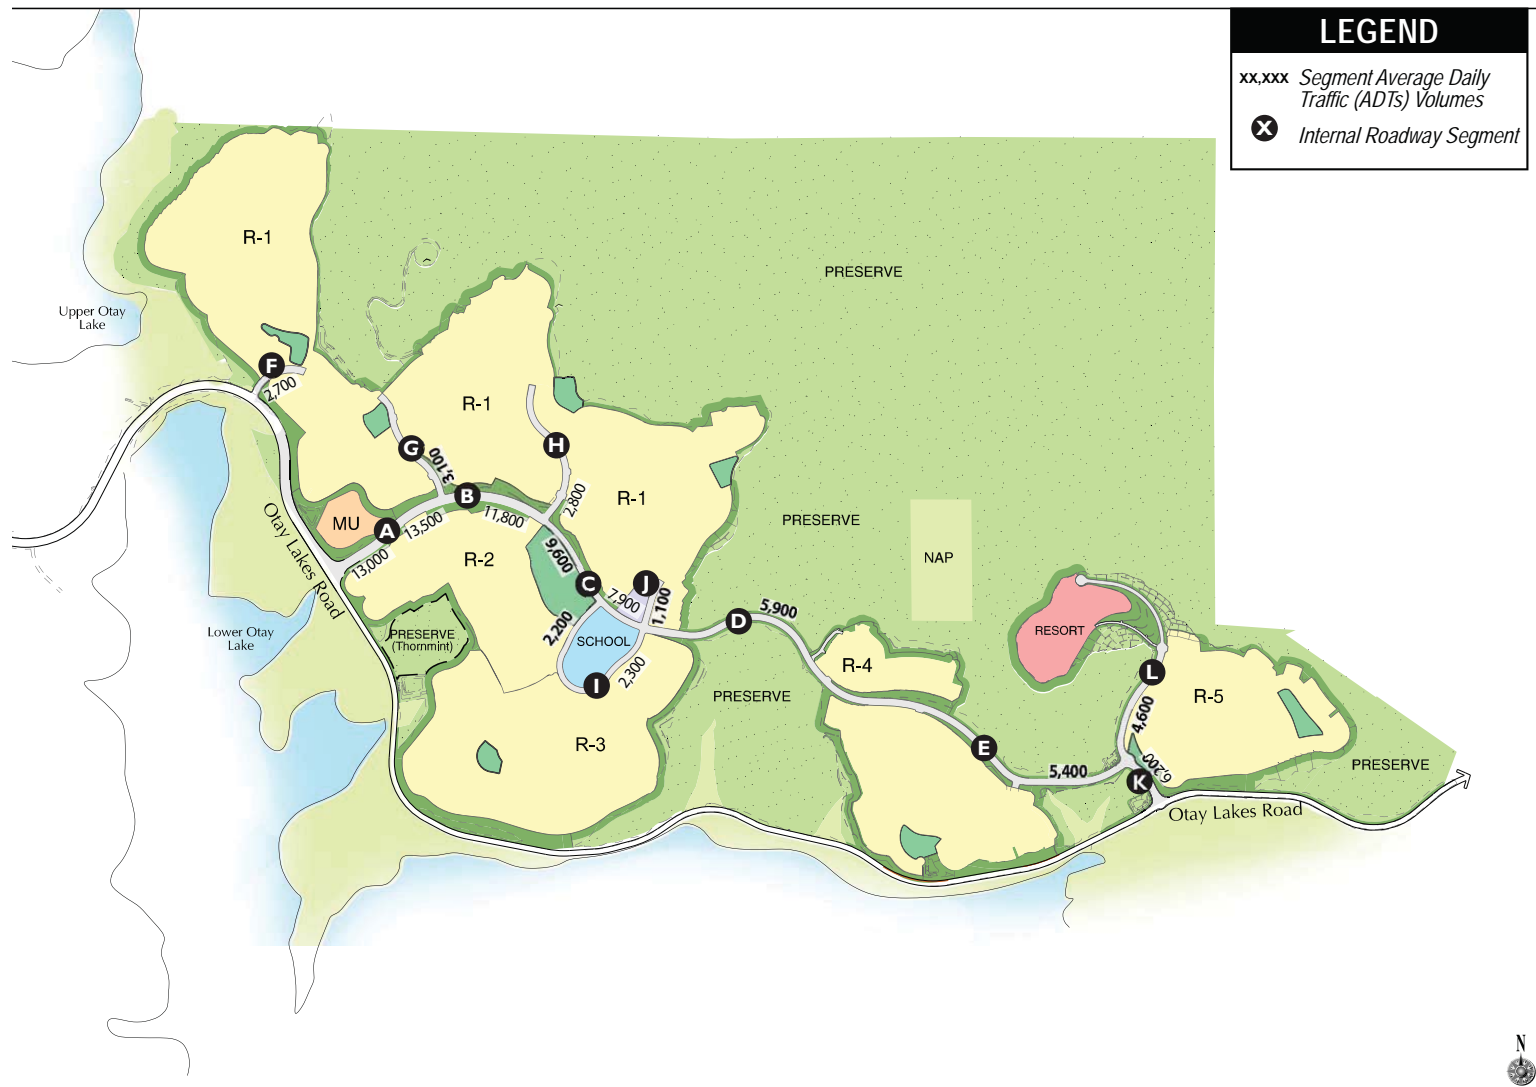 LEGEND
xx,xxx Segment Average Daily
Traffic (ADTs) Volumes
X Internal Roadway Segment
R-1
PRESERVE
Upper Otay
Lake
F
2,700
R-1
G
3,100
H
B
2,800
R-1
MU
A
13,500
11,800
PRESERVE
Otay Lakes Road
13,000
R-2
9,600
NAP
C
J
7,900
1,100
5,900
D
2,200
Lower Otay
Lake
PRESERVE
(Thornmint)
SCHOOL
RESORT
I
2,300
R-4
L
PRESERVE
R-5
4,600
R-3
E
5,400
6,200
K
PRESERVE
Otay Lakes Road
N